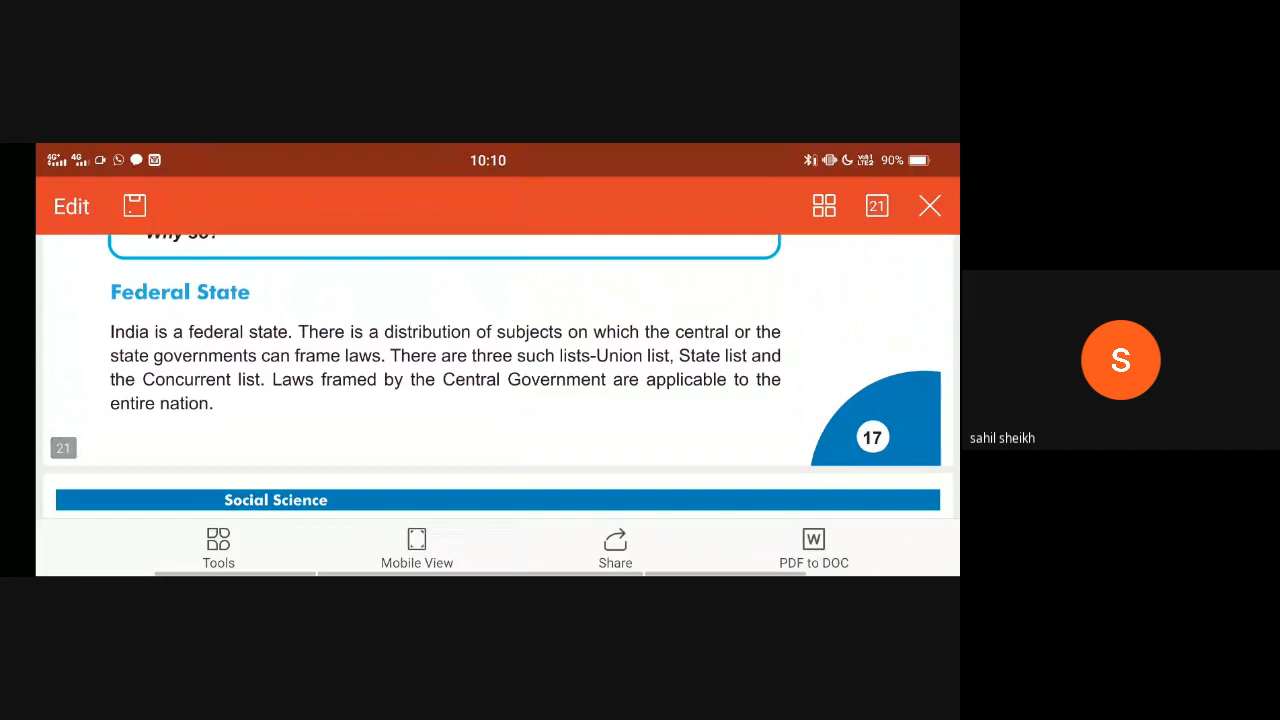 10:10
90%
Edit
21
Why so?
Federal State
India is a federal state. There is a distribution of subjects on which the central or the
state governments can frame laws. There are three such lists-Union list, State list and
the Concurrent list. Laws framed by the Central Government are applicable to the
entire nation.
21
17
Social Science
Tools
Mobile View
Share
W
PDF to DOC
S
sahil sheikh